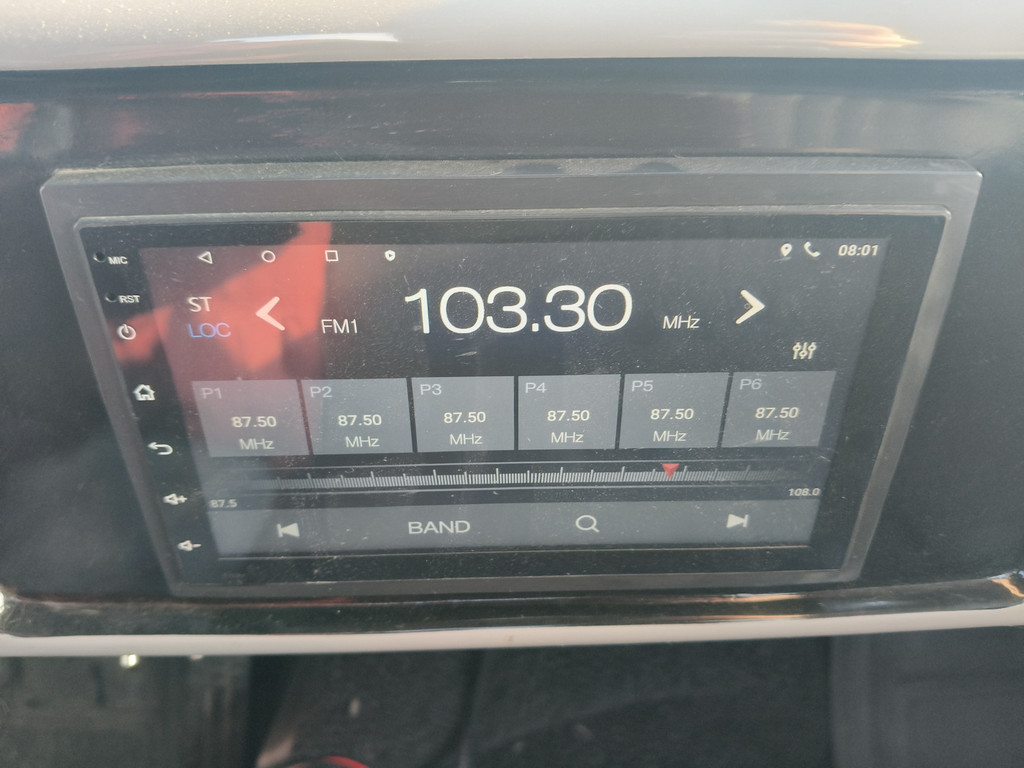 MIC
08:01
RST
ST
LOC
FM1
103.30
MHz
P1
P2
P3
P4
P5
P6
87.50
87.50
87.50
87.50
87.50
87.50
MHz
MHz
MHz
MHz
MHz
MHz
87.5
108.0
BAND